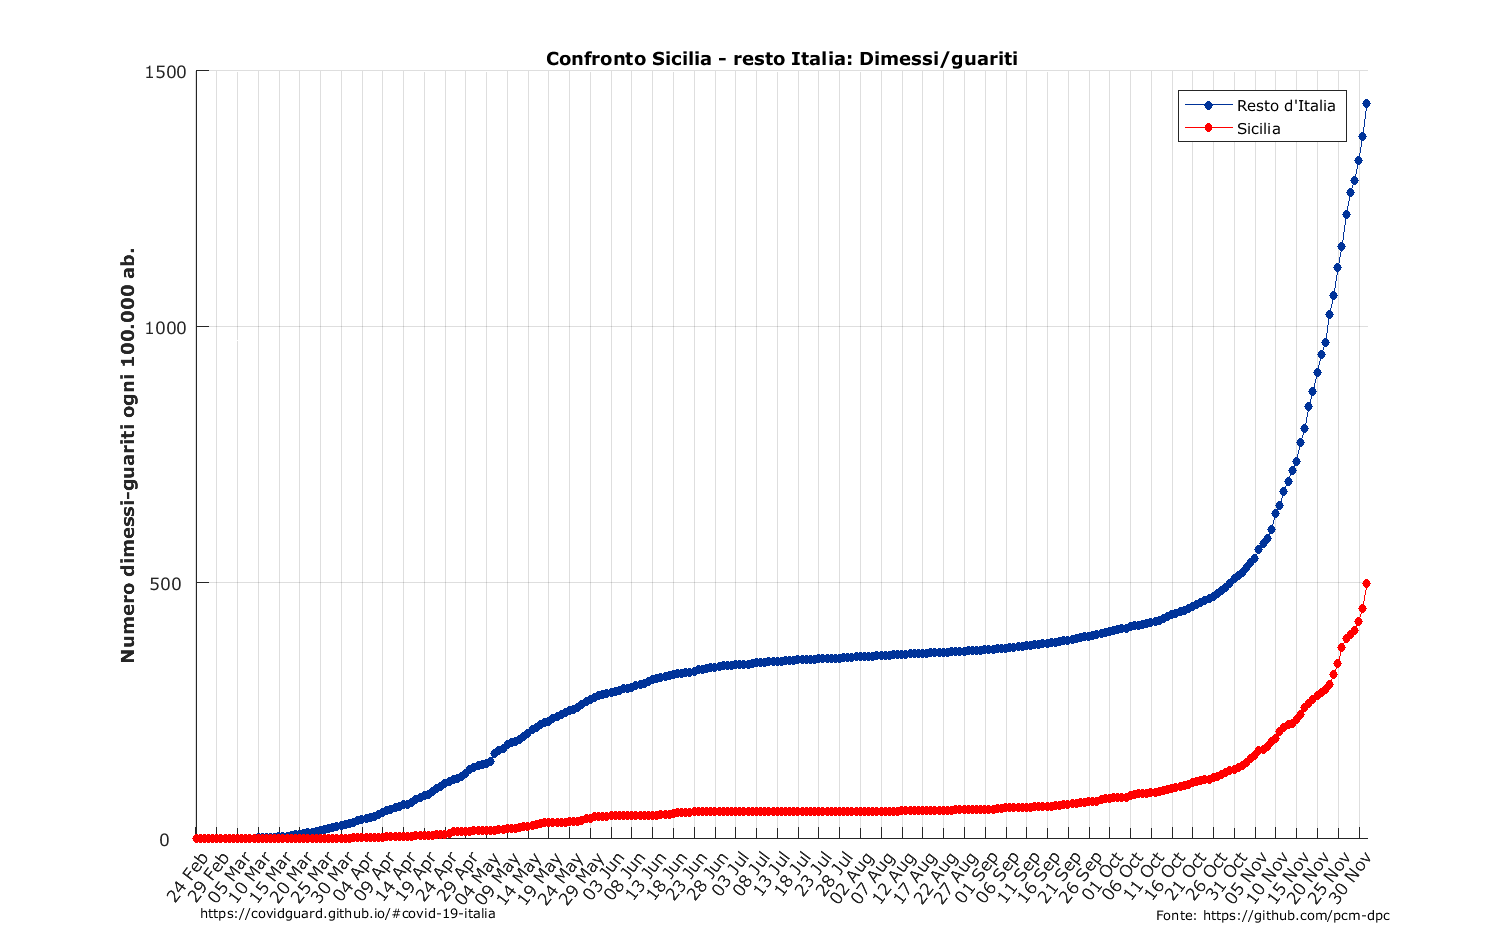 Confronto Sicilia - resto Italia: Dimessi/guariti
Resto d'Italia
Sicilia
Numero dimessi-guariti ogni 100.000 ab.
1500
1000
500
0
24 Feb
29 Feb
05 Mar
10 Mar
15 Mar
20 Mar
25 Mar
30 Mar
04 Apr
09 Apr
14 Apr
19 Apr
24 Apr
29 Apr
04 May
09 May
14 May
19 May
24 May
29 May
03 Jun
08 Jun
13 Jun
18 Jun
23 Jun
28 Jun
03 Jul
08 Jul
13 Jul
18 Jul
23 Jul
28 Jul
02 Aug
07 Aug
12 Aug
17 Aug
22 Aug
27 Aug
01 Sep
06 Sep
11 Sep
16 Sep
21 Sep
26 Sep
01 Oct
06 Oct
11 Oct
16 Oct
21 Oct
26 Oct
31 Oct
05 Nov
10 Nov
15 Nov
20 Nov
25 Nov
30 Nov
https://covidguard.github.io/#covid-19-italia
Fonte: https://github.com/pcm-dpc